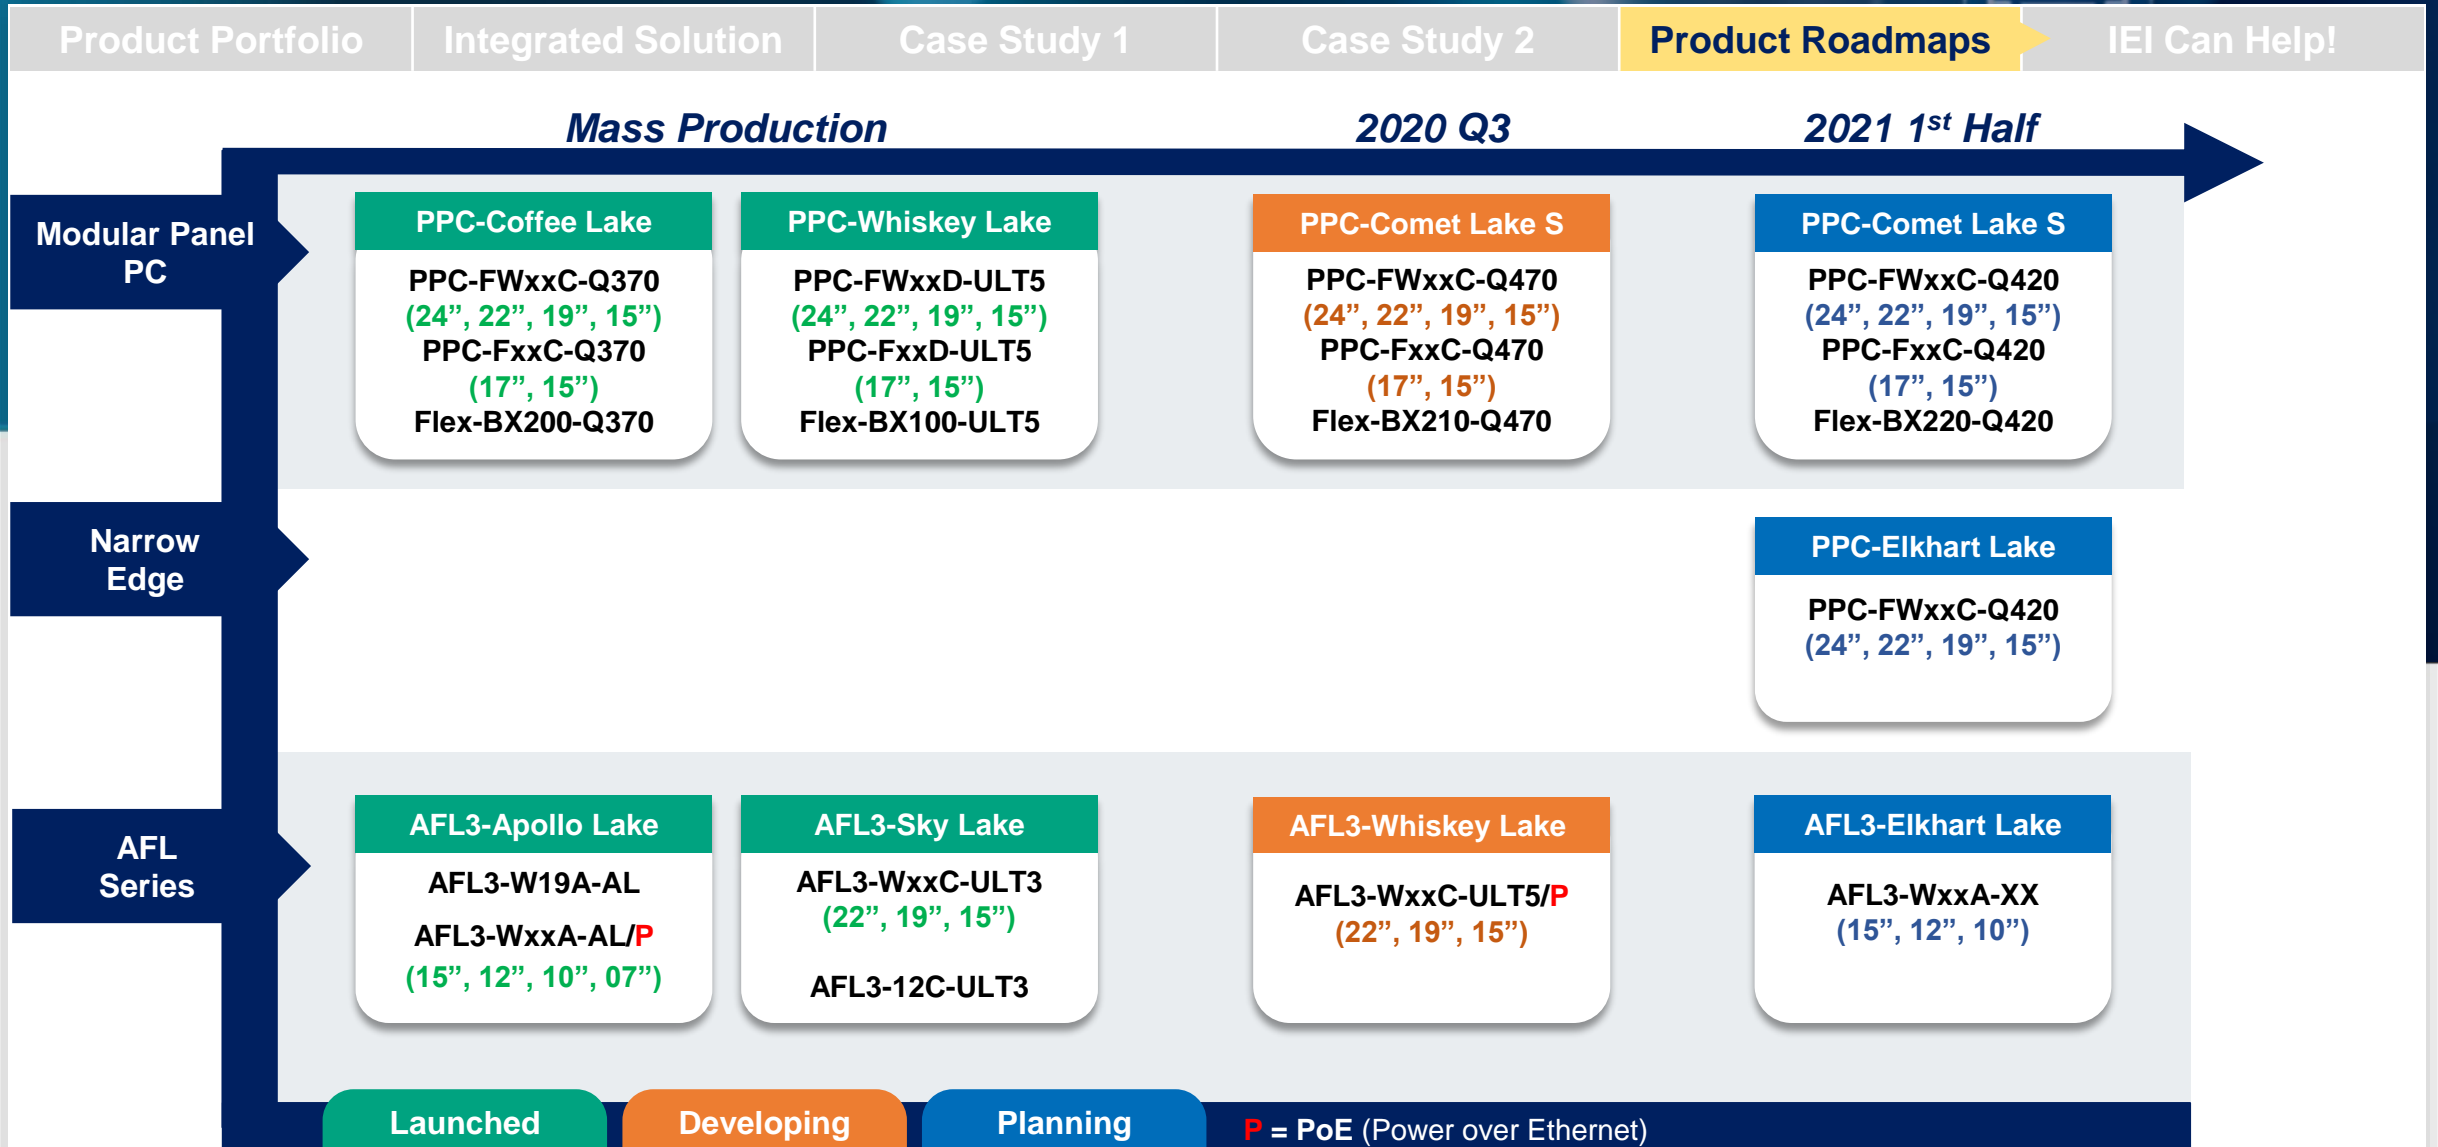 Product Portfolio
Integrated Solution
Case Study 1
Case Study 2
Product Roadmaps
IEI Can Help!
Mass Production
2020 Q3
2021 1st Half
Modular Panel
PC
PPC-Coffee Lake
PPC-FWxxC-Q370
(24”, 22”, 19”, 15”)
PPC-FxxC-Q370
(17”, 15”)
Flex-BX200-Q370
PPC-Whiskey Lake
PPC-FWxxD-ULT5
(24”, 22”, 19”, 15”)
PPC-FxxD-ULT5
(17”, 15”)
Flex-BX100-ULT5
PPC-Comet Lake S
PPC-FWxxC-Q470
(24”, 22”, 19”, 15”)
PPC-FxxC-Q470
(17”, 15”)
Flex-BX210-Q470
PPC-Comet Lake S
PPC-FWxxC-Q420
(24”, 22”, 19”, 15”)
PPC-FxxC-Q420
(17”, 15”)
Flex-BX220-Q420
Narrow
Edge
PPC-Elkhart Lake
PPC-FWxxC-Q420
(24”, 22”, 19”, 15”)
AFL
Series
AFL3-Apollo Lake
AFL3-W19A-AL
AFL3-WxxA-AL/P
(15”, 12”, 10”, 07”)
AFL3-Sky Lake
AFL3-WxxC-ULT3
(22”, 19”, 15”)
AFL3-12C-ULT3
AFL3-Whiskey Lake
AFL3-WxxC-ULT5/P
(22”, 19”, 15”)
AFL3-Elkhart Lake
AFL3-WxxA-XX
(15”, 12”, 10”)
Launched
Developing
Planning
P = PoE (Power over Ethernet)